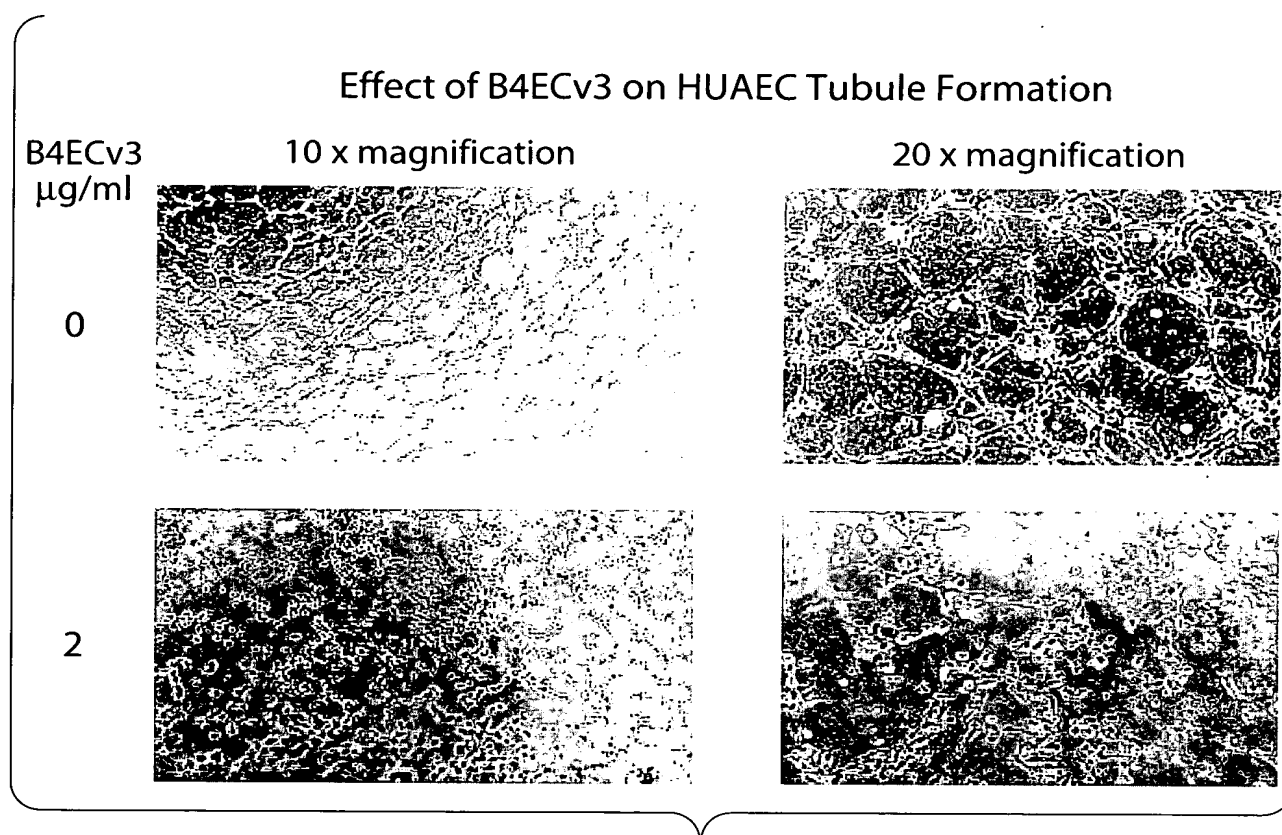 Effect of B4ECv3 on HUAEC Tubule Formation
B4ECv3
µg/ml
10 x magnification
20 x magnification
0
2